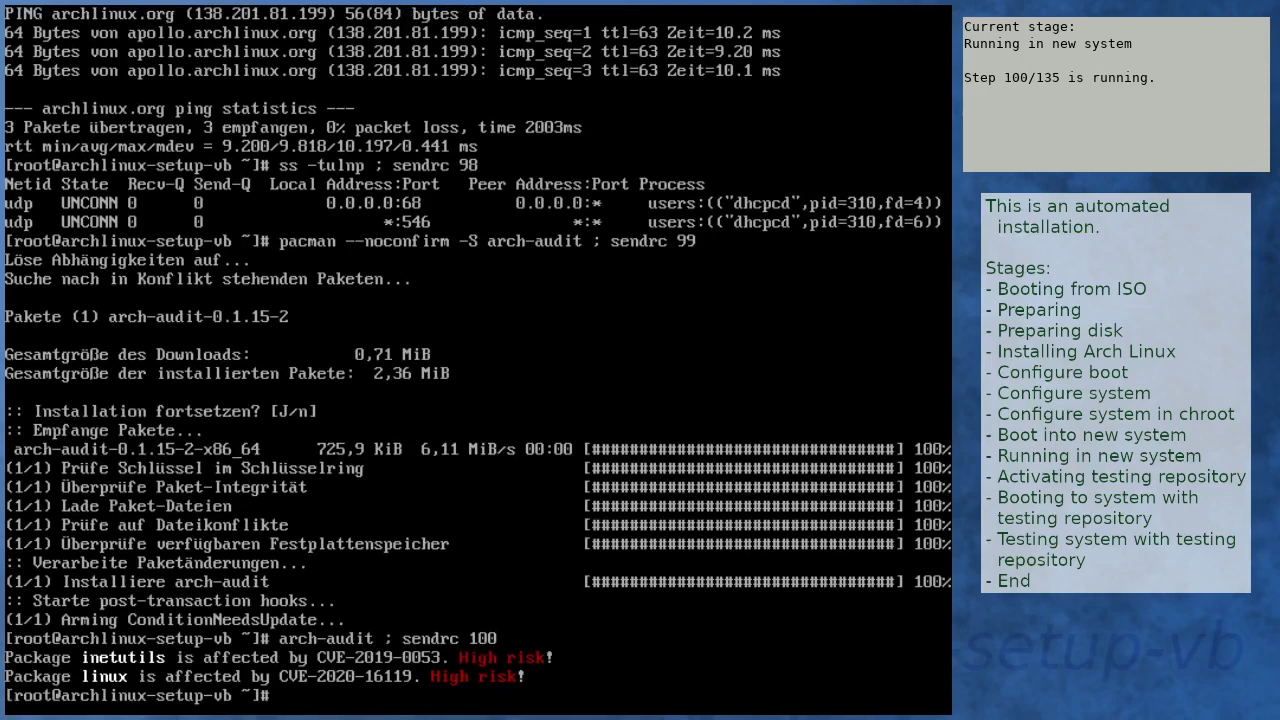 PING archlinux.org (138.201.81.199) 56(84) bytes of data.
64 Bytes von apollo.archlinux.org (138.201.81.199): icmp_seq=1 ttl=63 Zeit=10.2 ms
64 Bytes von apollo.archlinux.org (138.201.81.199): icmp_seq=2 ttl=63 Zeit=9.20 ms
64 Bytes von apollo.archlinux.org (138.201.81.199): icmp_seq=3 ttl=63 Zeit=10.1 ms
--- archlinux.org ping statistics ---
3 Pakete übertragen, 3 empfangen, 0% packet loss, time 2003ms
rtt min/avg/max/mdev = 9.200/9.818/10.197/0.441 ms
[root@archlinux-setup-vb ~]# ss -tulnp ; sendrc 98
Netid State  Recv-Q Send-Q  Local Address:Port   Peer Address:Port Process
udp   UNCONN 0      0             0.0.0.0:68          0.0.0.0:*     users:(("dhcpcd",pid=310,fd=4))
udp   UNCONN 0      0                   *:546               *:*     users:(("dhcpcd",pid=310,fd=6))
[root@archlinux-setup-vb ~]# pacman --noconfirm -S arch-audit ; sendrc 99
Löse Abhängigkeiten auf...
Suche nach in Konflikt stehenden Paketen...
Pakete (1) arch-audit-0.1.15-2
Gesamtgröße des Downloads:           0,71 MiB
Gesamtgröße der installierten Pakete:  2,36 MiB
:: Installation fortsetzen? [J/n]
:: Empfange Pakete...
arch-audit-0.1.15-2-x86_64      725,9 KiB  6,11 MiB/s 00:00 [################################] 100%
(1/1) Prüfe Schlüssel im Schlüsselring                       [################################] 100%
(1/1) Überprüfe Paket-Integrität                             [################################] 100%
(1/1) Lade Paket-Dateien                                     [################################] 100%
(1/1) Prüfe auf Dateikonflikte                               [################################] 100%
(1/1) Überprüfe verfügbaren Festplattenspeicher              [################################] 100%
:: Verarbeite Paketänderungen...
(1/1) Installiere arch-audit                                 [################################] 100%
:: Starte post-transaction hooks...
(1/1) Arming ConditionNeedsUpdate...
[root@archlinux-setup-vb ~]# arch-audit ; sendrc 100
Package inetutils is affected by CVE-2019-0053. High risk!
Package linux is affected by CVE-2020-16119. High risk!
[root@archlinux-setup-vb ~]#
Current stage:
Running in new system
Step 100/135 is running.
This is an automated
installation.
Stages:
- Booting from ISO
- Preparing
- Preparing disk
- Installing Arch Linux
- Configure boot
- Configure system
- Configure system in chroot
- Boot into new system
- Running in new system
- Activating testing repository
- Booting to system with
testing repository
- Testing system with testing
repository
- End
-setup-vb